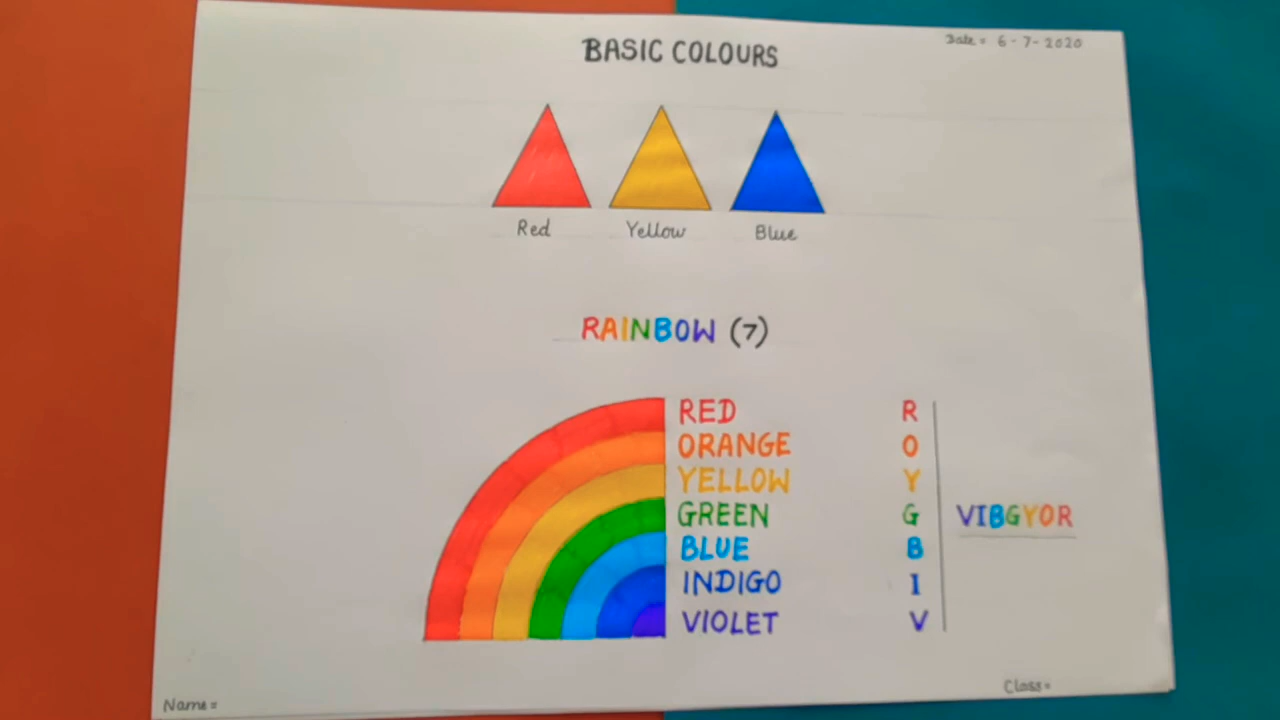 Date = 6-7-2020
BASIC COLOURS
Red Yellow Blue
RAINBOW (7)
RED R
ORANGE O
YELLOW Y
GREEN G VIBGYOR
BLUE B
INDIGO I
VIOLET V
Name =
Class =